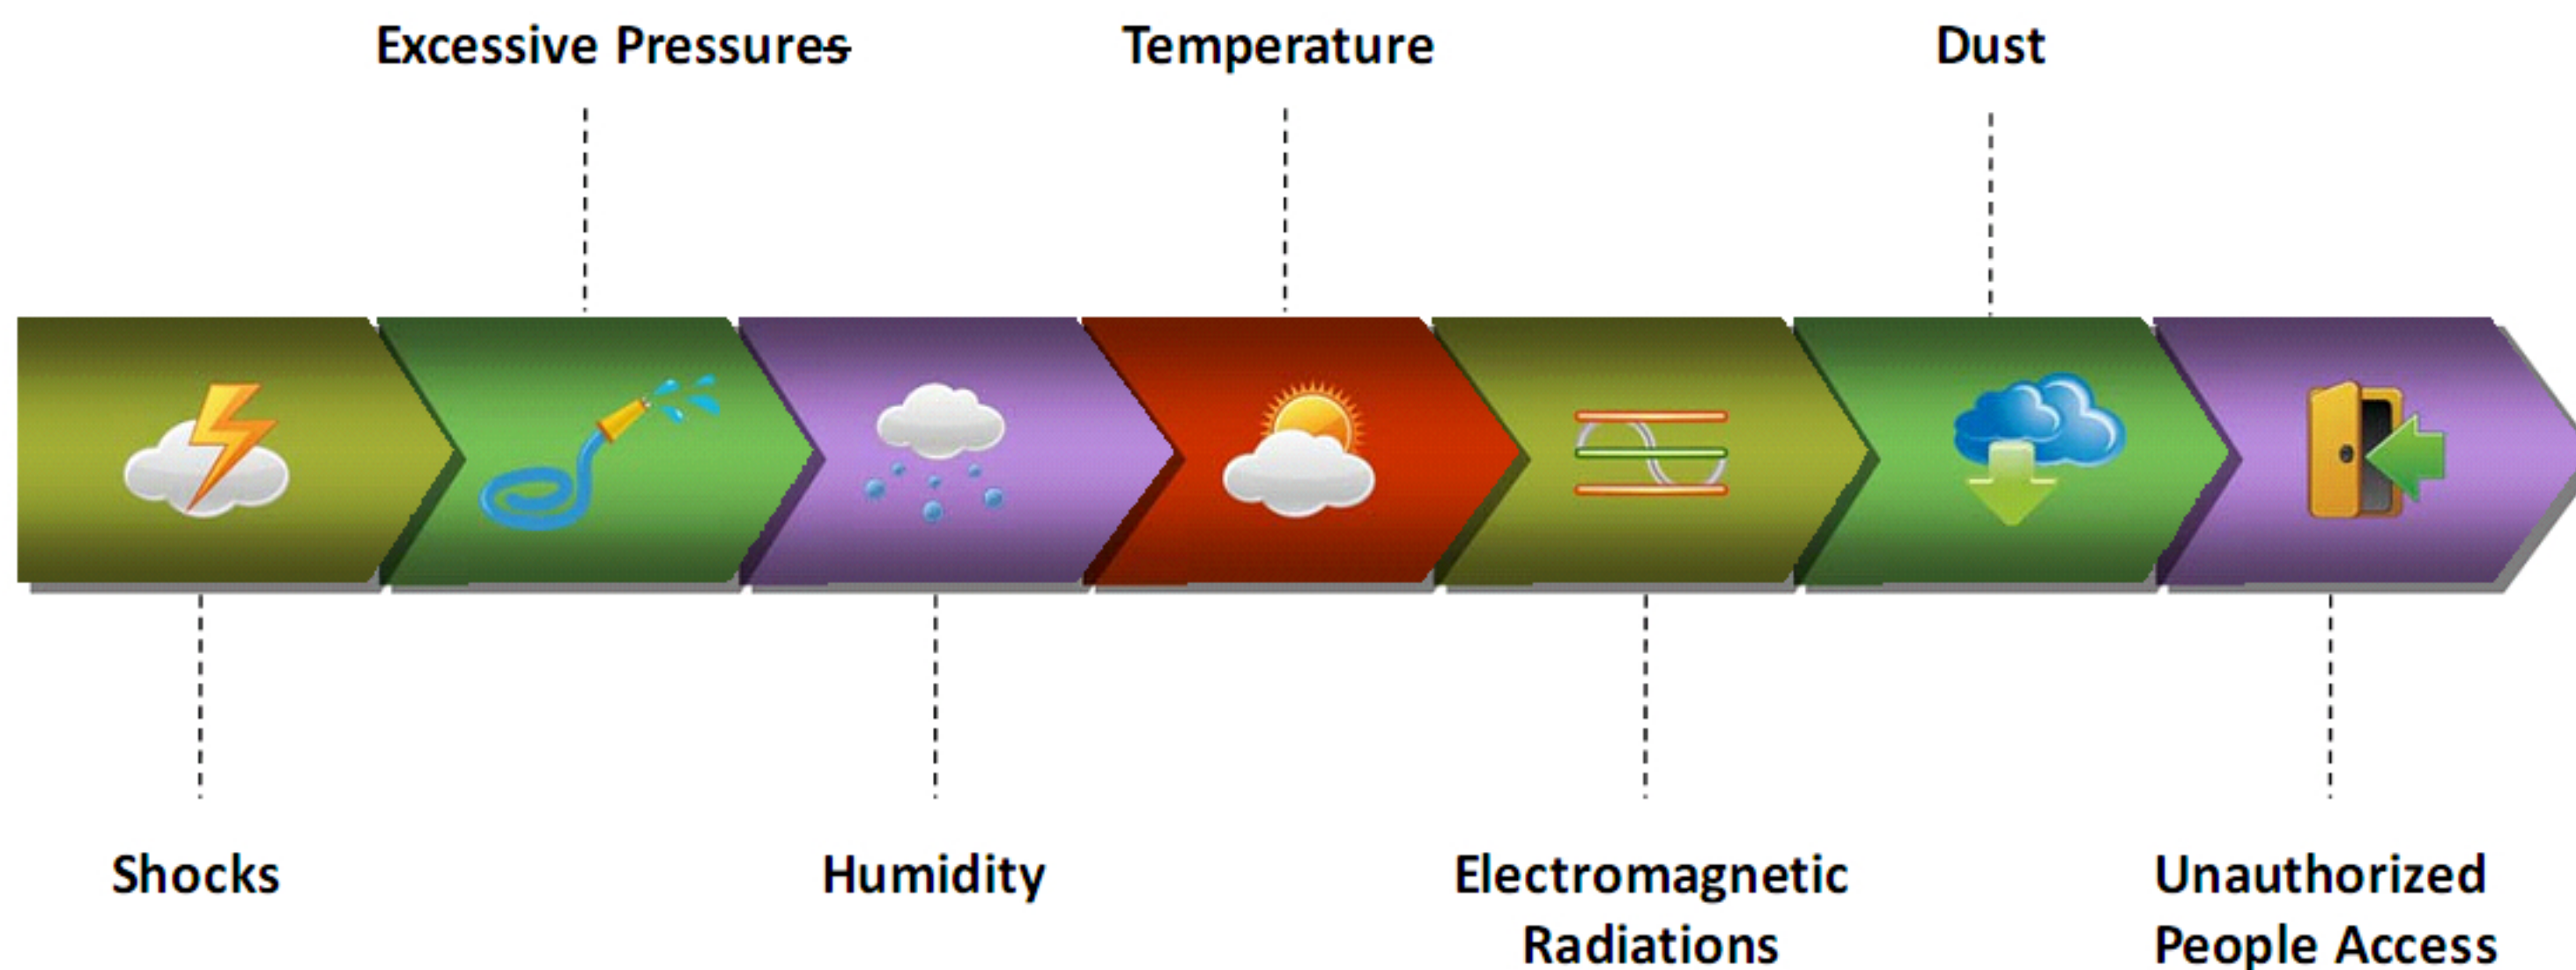 Excessive Pressures
Temperature
Dust
Shocks
Humidity
Electromagnetic
Radiations
Unauthorized
People Access